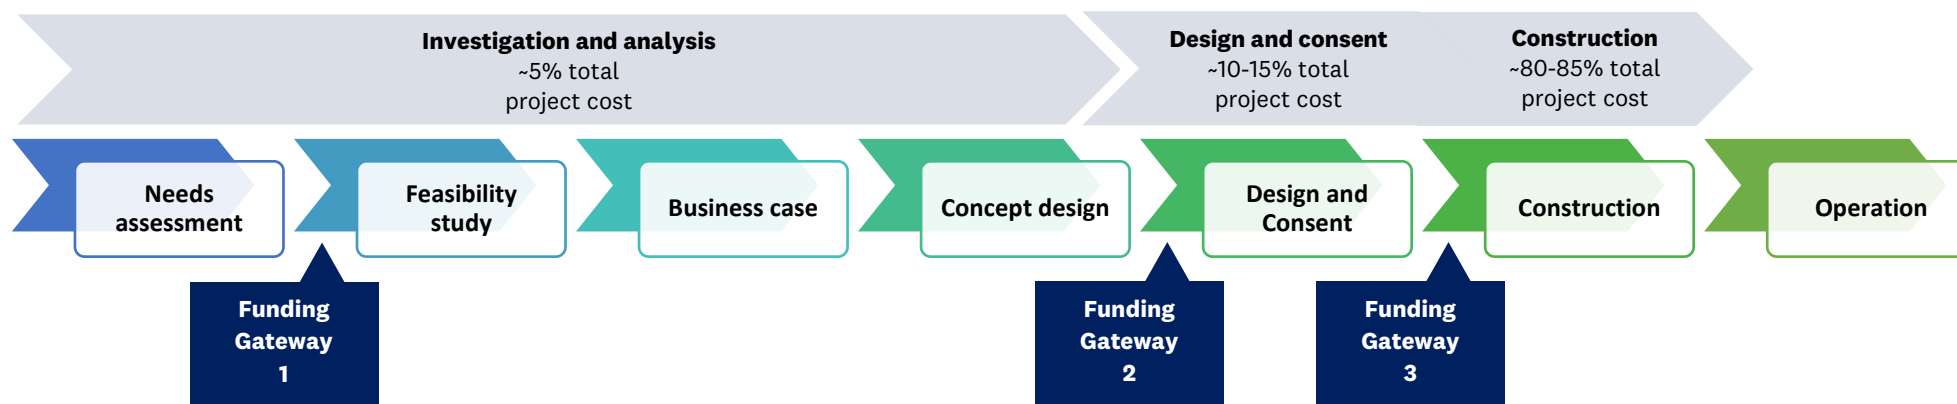 Investigation and analysis
~5% total
project cost
Design and consent
~10-15% total
project cost
Construction
~80-85% total
project cost
Needs
assessment
Feasibility
study
Business case
Concept design
Design and
Consent
Construction
Operation
Funding
Gateway
1
Funding
Gateway
2
Funding
Gateway
3